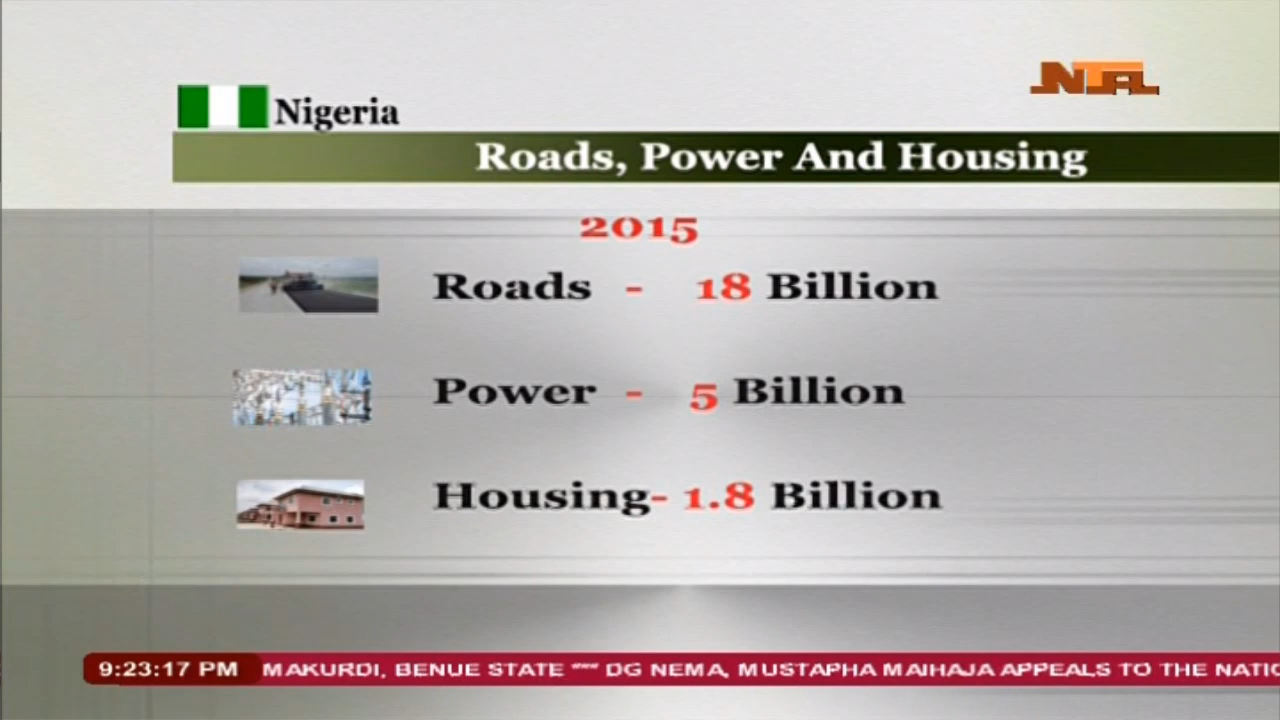 NTA
Nigeria
Roads, Power And Housing
2015
Roads - 18 Billion
Power - 5 Billion
Housing- 1.8 Billion
9:23:17 PM MAKURDI, BENUE STATE """ DG NEMA, MUSTAPHA MAIHAJA APPEALS TO THE NATIO